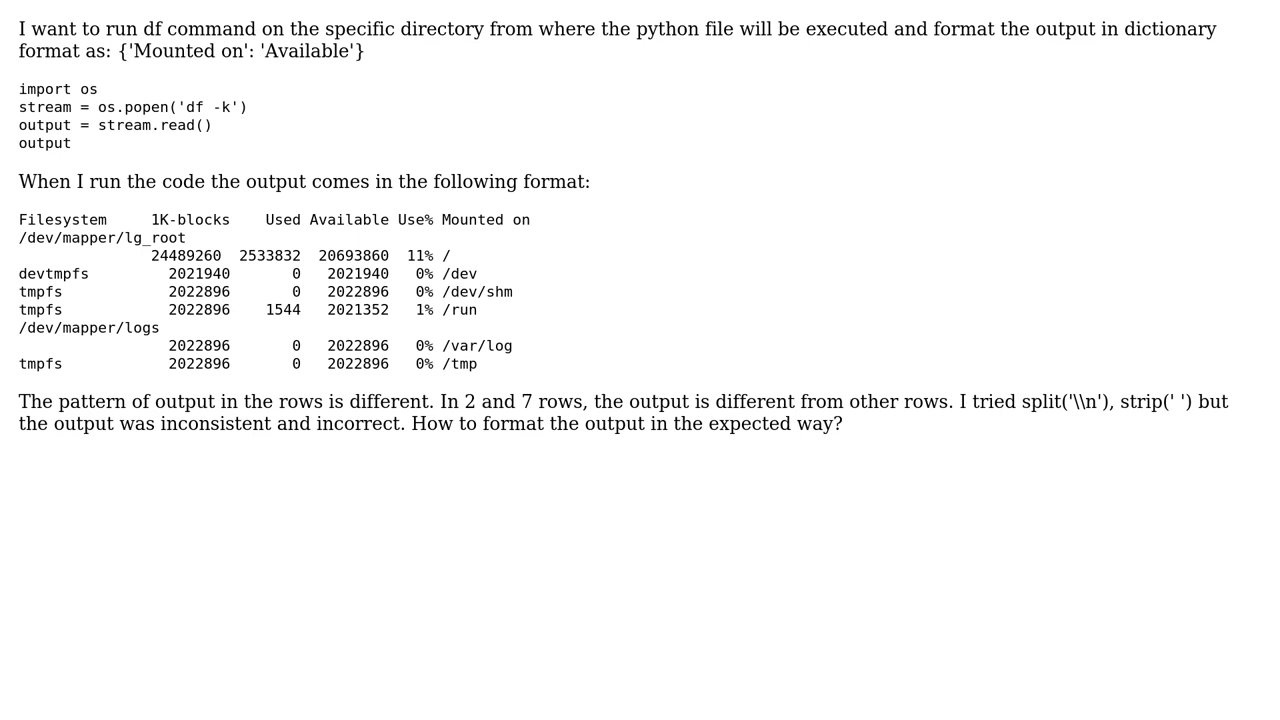 I want to run df command on the specific directory from where the python file will be executed and format the output in dictionary
format as: {'Mounted on': 'Available'}
import os
stream = os.popen('df -k')
output = stream.read()
output
When I run the code the output comes in the following format:
Filesystem     1K-blocks    Used Available Use% Mounted on
/dev/mapper/lg_root
               24489260  2533832  20693860  11% /
devtmpfs         2021940       0   2021940   0% /dev
tmpfs            2022896       0   2022896   0% /dev/shm
tmpfs            2022896    1544   2021352   1% /run
/dev/mapper/logs
                 2022896       0   2022896   0% /var/log
tmpfs            2022896       0   2022896   0% /tmp
The pattern of output in the rows is different. In 2 and 7 rows, the output is different from other rows. I tried split('\\n'), strip(' ') but
the output was inconsistent and incorrect. How to format the output in the expected way?